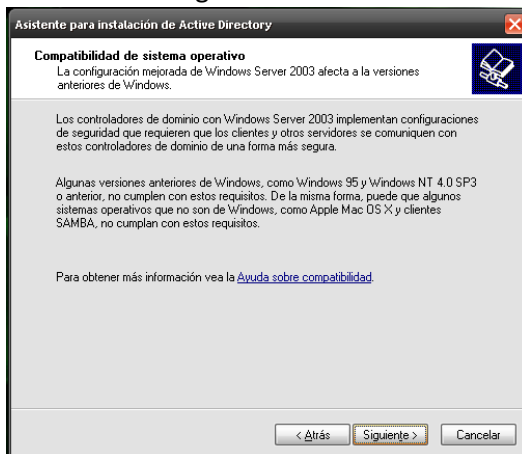 Asistente para instalación de Active Directory
Compatibilidad de sistema operativo
La configuración mejorada de Windows Server 2003 afecta a la versiones
anteriores de Windows.
Los controladores de dominio con Windows Server 2003 implementan configuraciones
de seguridad que requieren que los clientes y otros servidores se comuniquen con
estos controladores de dominio de una forma más segura.
Algunas versiones anteriores de Windows, como Windows 95 y Windows NT 4.0 SP3
o anterior, no cumplen con estos requisitos. De la misma forma, puede que algunos
sistemas operativos que no son de Windows, como Apple Mac OS X y clientes
SAMBA, no cumplan con estos requisitos.
Para obtener más información vea la Ayuda sobre compatibilidad.
< Atrás Siguiente > Cancelar